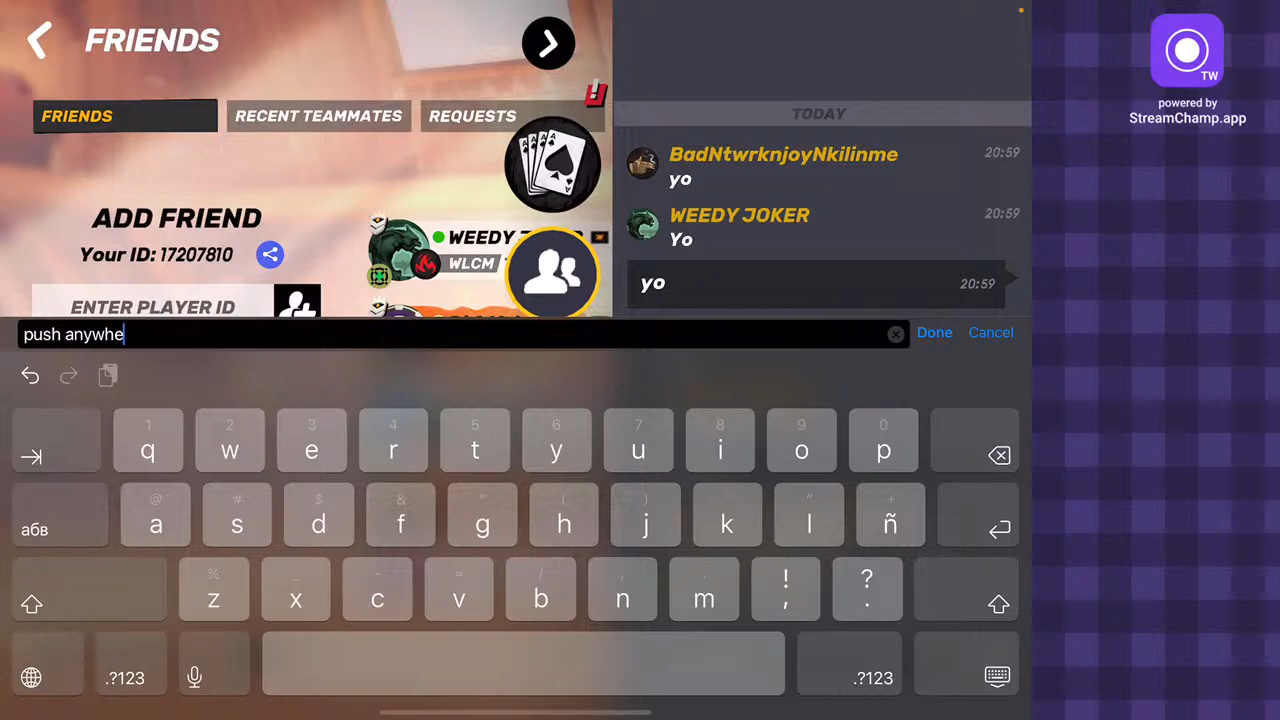 FRIENDS
FRIENDS
RECENT TEAMMATES
REQUESTS
ADD FRIEND
Your ID: 17207810
ENTER PLAYER ID
WEEDY
WLCM
TODAY
BadNtwrknjoyNkilinme
20:59
yo
WEEDY JOKER
20:59
Yo
yo
20:59
TW
powered by
StreamChamp.app
push anywhe
Done
Cancel
1 2 3 4 5 6 7 8 9 0
q w e r t y u i o p
@ # $ & * ( ) " +
абв a s d f g h j k l ñ
% _ - = / ; :
z x c v b n m ! , ? .
.?123
.?123